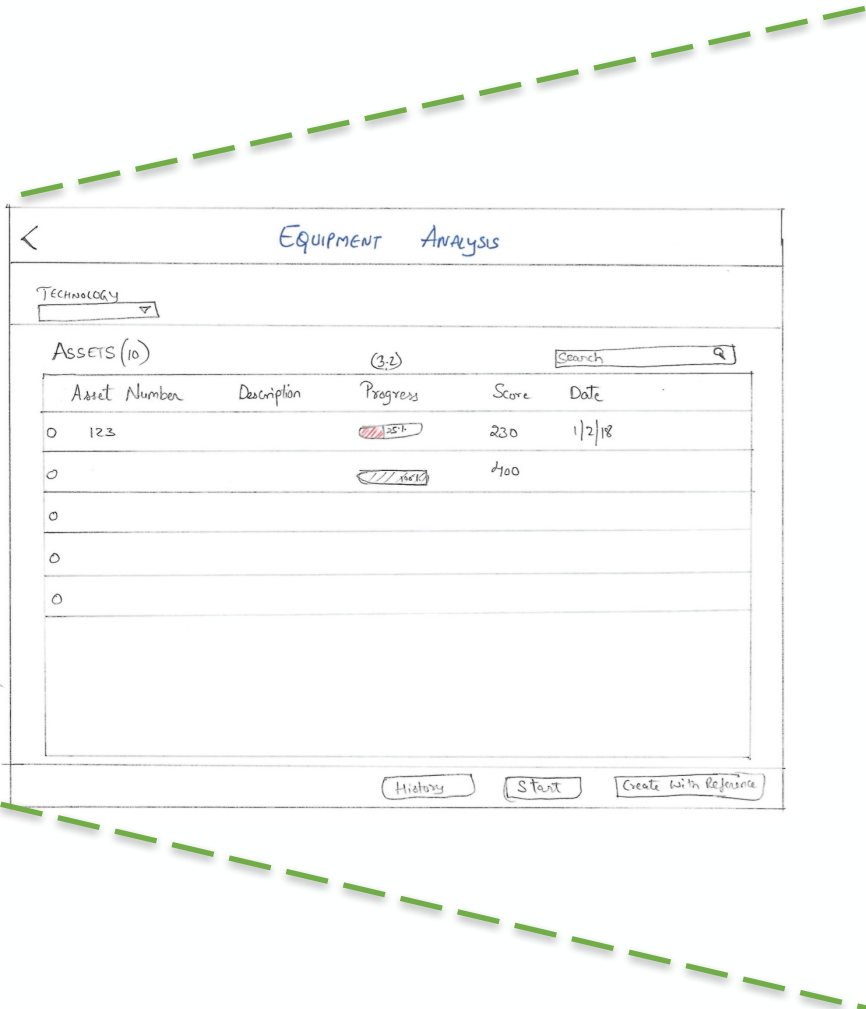 EQUIPMENT ANALYSIS
TECHNOLOGY
ASSETS (10)
(3.2)
Search
Asset Number Description Progress Score Date
123 25% 230 1/2/18
100% 400
History Start Create With Reference